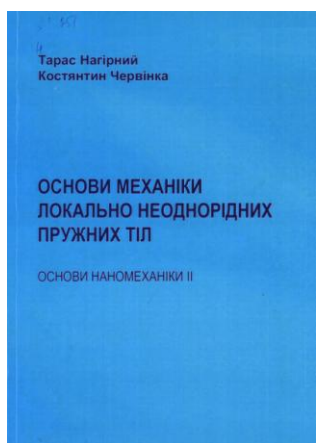 Тарас Нагірний
Костянтин Червінка
ОСНОВИ МЕХАНІКИ
ЛОКАЛЬНО НЕОДНОРІДНИХ
ПРУЖНИХ ТІЛ
ОСНОВИ НАНОМЕХАНІКИ II